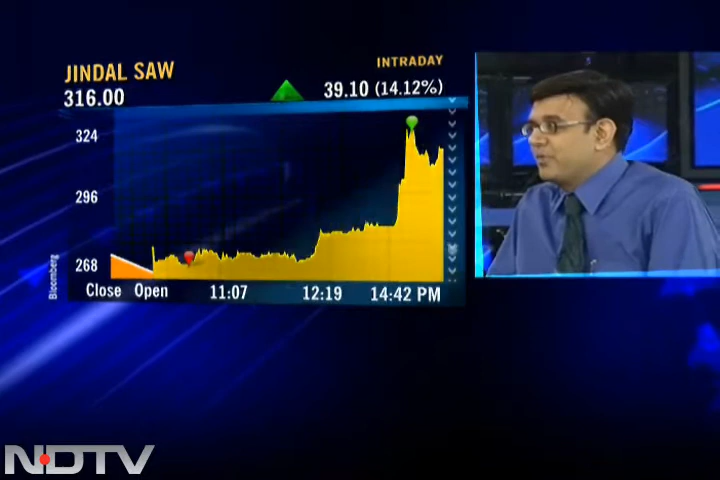 JINDAL SAW
316.00
INTRADAY
39.10 (14.12%)
324
296
268
Bloomberg
Close Open 11:07 12:19 14:42 PM
NDTV